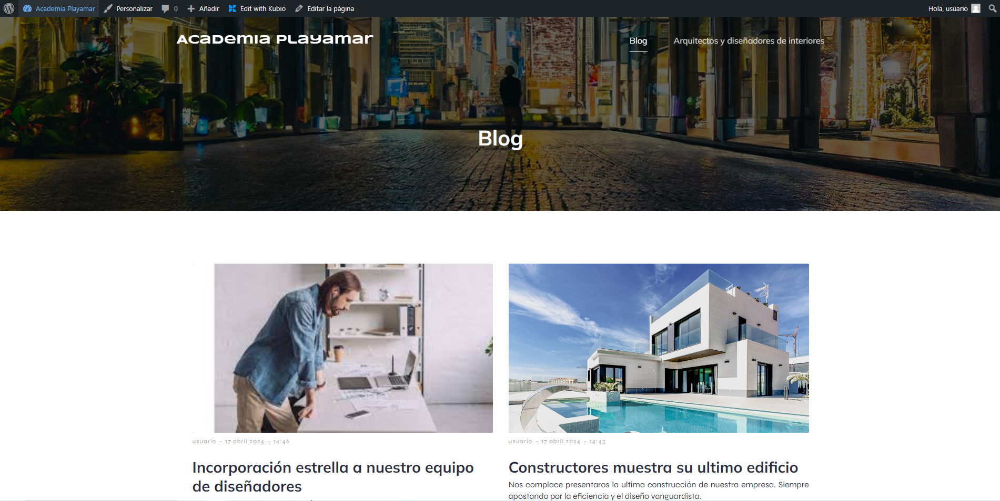 Academia Playamar
Personalizar
0
Añadir
Edit with Kubio
Editar la página
Hola, usuario
Academia Playamar
Blog
Arquitectos y diseñadores de interiores
Blog
usuario - 17 abril 2024 - 14:46
Incorporación estrella a nuestro equipo
de diseñadores
usuario - 17 abril 2024 - 14:43
Constructores muestra su ultimo edificio
Nos complace presentaros la ultima construcción de nuestra empresa. Siempre
apostando por la eficiencia y el diseño vanguardista.